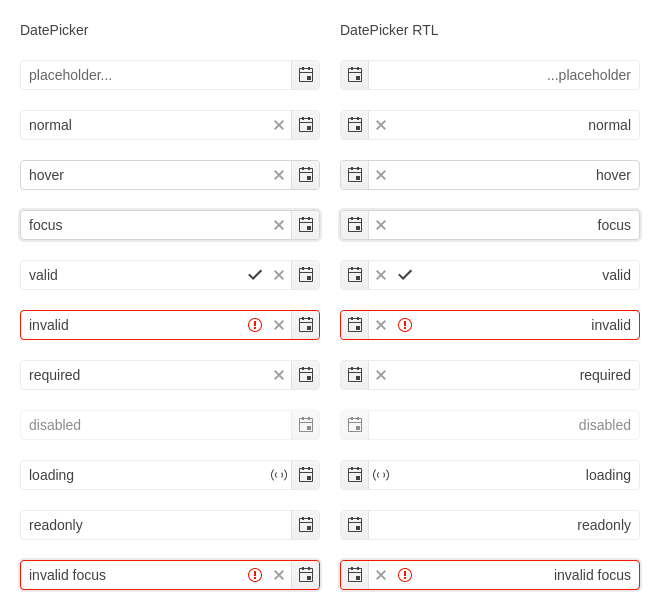 DatePicker
DatePicker RTL
placeholder...
...placeholder
normal
normal
hover
hover
focus
focus
valid
valid
invalid
invalid
required
required
disabled
disabled
loading
loading
readonly
readonly
invalid focus
invalid focus